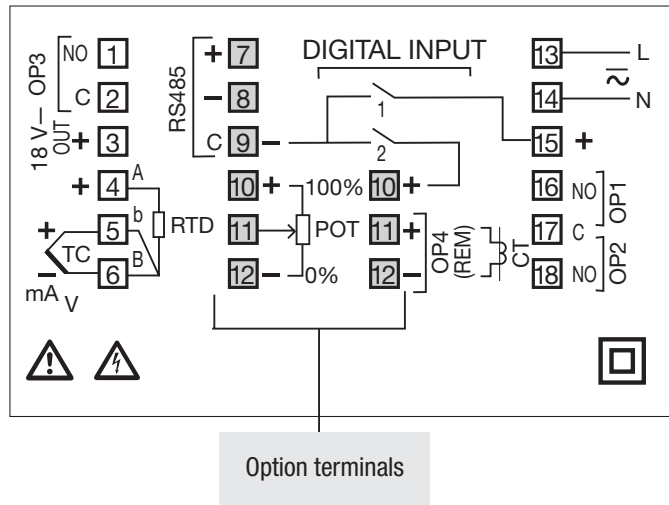 OP3
NO 1
C 2
18 V⎓ OUT
+ 3
+ 4 A
+ 5 b
TC
− 6 B
mA V
RTD
RS485
+ 7
− 8
C 9 −
10 + 100%
11 POT
12 − 0%
DIGITAL INPUT
1
2
10 +
11 +
12 −
OP4
(REM)
CT
13 L
14 N
15 +
16 NO
OP1
17 C
18 NO
OP2
Option terminals